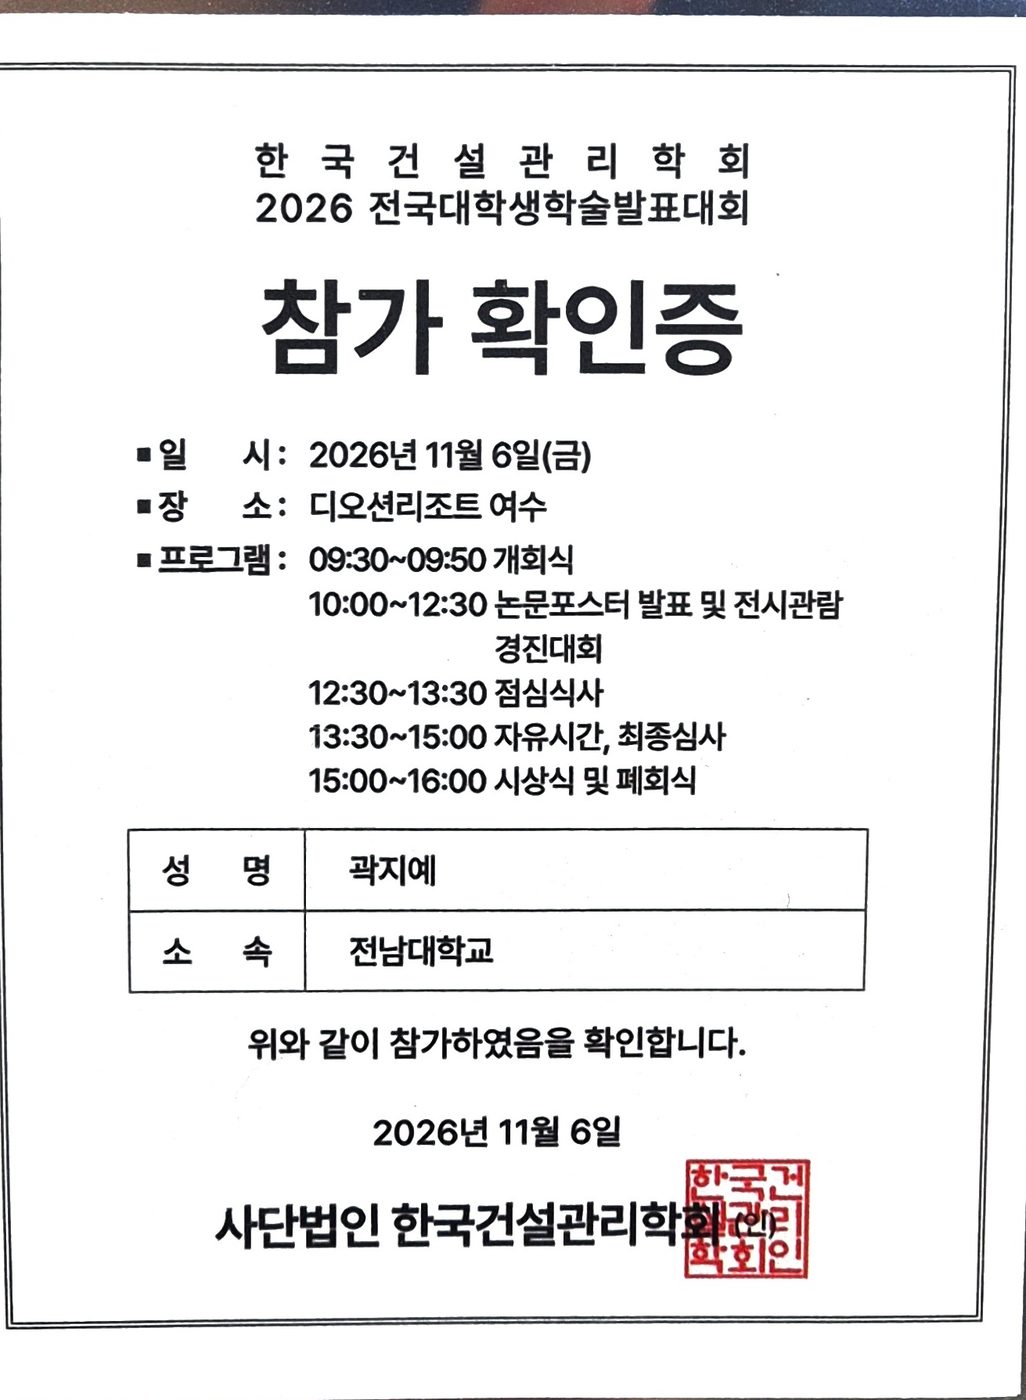 한 국 건 설 관 리 학 회
2026 전국대학생학술발표대회
참가 확인증
■ 일 시 : 2026년 11월 6일(금)
■ 장 소 : 디오션리조트 여수
■ 프로그램 : 09:30~09:50 개회식
10:00~12:30 논문포스터 발표 및 전시관람
경진대회
12:30~13:30 점심식사
13:30~15:00 자유시간, 최종심사
15:00~16:00 시상식 및 폐회식
성 명 곽지예
소 속 전남대학교
위와 같이 참가하였음을 확인합니다.
2026년 11월 6일
사단법인 한국건설관리학회 (인)
한국건
설관리
학회인